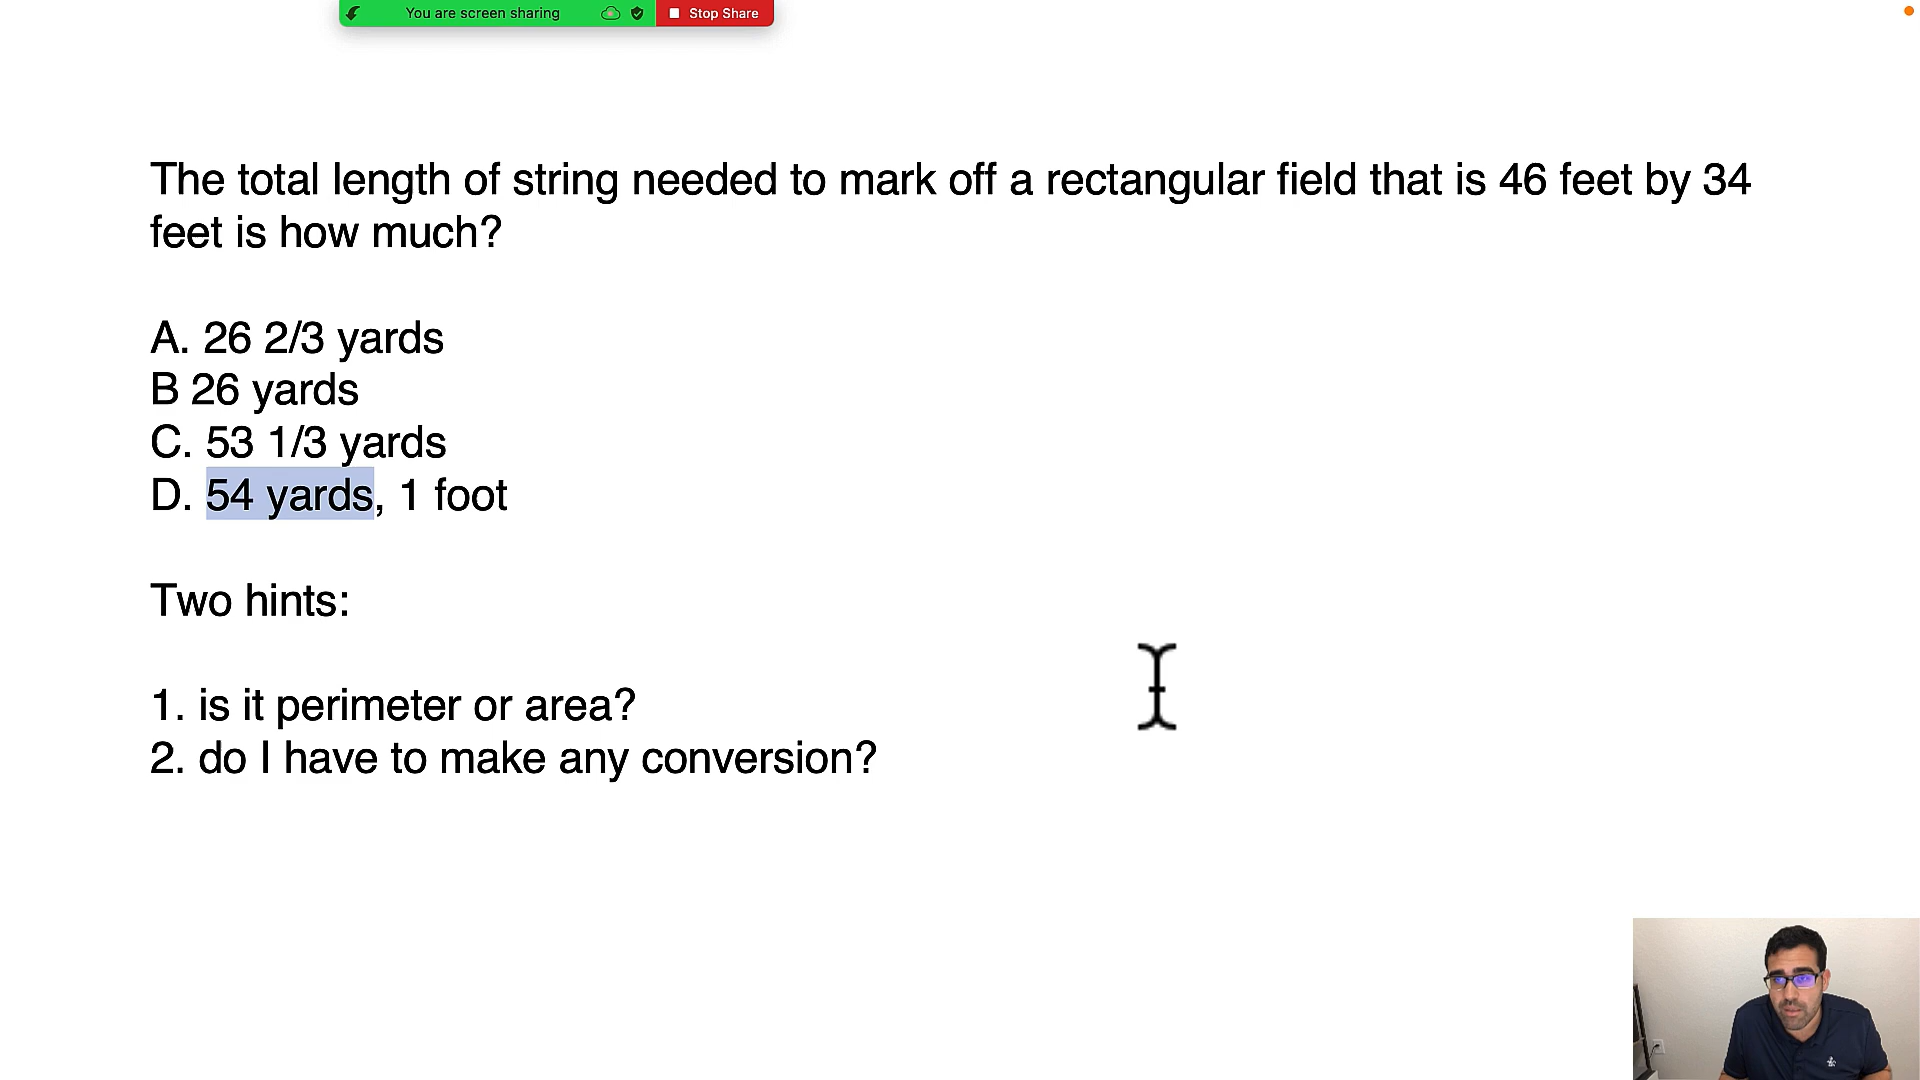 You are screen sharing
Stop Share
The total length of string needed to mark off a rectangular field that is 46 feet by 34
feet is how much?
A. 26 2/3 yards
B 26 yards
C. 53 1/3 yards
D. 54 yards, 1 foot
Two hints:
1. is it perimeter or area?
2. do I have to make any conversion?